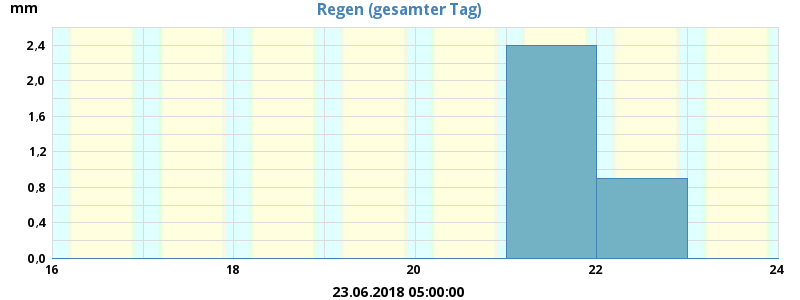 Regen (gesamter Tag)
mm
2,4
2,0
1,6
1,2
0,8
0,4
0,0
16 18 20 22 24
23.06.2018 05:00:00